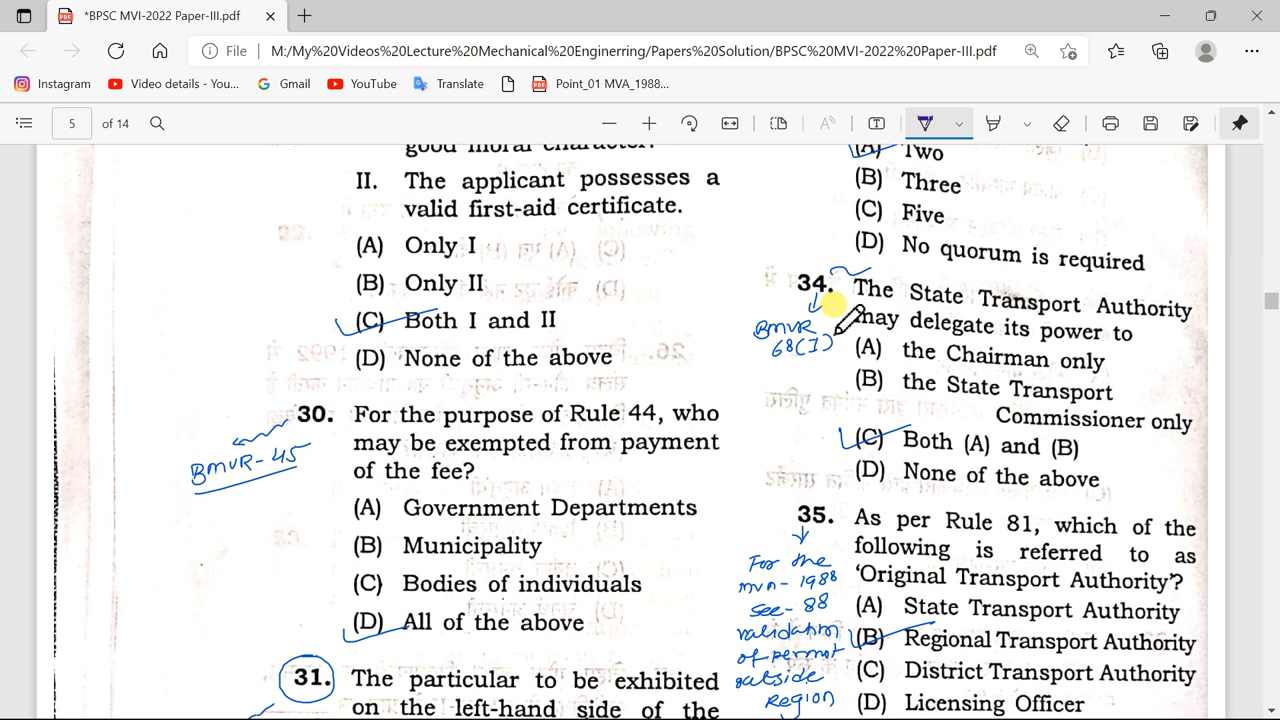 *BPSC MVI-2022 Paper-III.pdf
File
M:/My%20Videos%20Lecture%20Mechanical%20Enginerring/Papers%20Solution/BPSC%20MVI-2022%20Paper-III.pdf
Instagram
Video details - You...
Gmail
YouTube
Translate
Point_01 MVA_1988...
5 of 14
good moral character.
II. The applicant possesses a
valid first-aid certificate.
(A) Only I
(B) Only II
(C) Both I and II
(D) None of the above
30. For the purpose of Rule 44, who
may be exempted from payment
of the fee?
BMVR-45
(A) Government Departments
(B) Municipality
(C) Bodies of individuals
(D) All of the above
31. The particular to be exhibited
on the left-hand side of the
(A) Two
(B) Three
(C) Five
(D) No quorum is required
34. The State Transport Authority
may delegate its power to
BMVR
68(I)
(A) the Chairman only
(B) the State Transport
Commissioner only
(C) Both (A) and (B)
(D) None of the above
35. As per Rule 81, which of the
following is referred to as
'Original Transport Authority'?
For the
MVA-1988
See-88
validation
of permit
outside
Region
(A) State Transport Authority
(B) Regional Transport Authority
(C) District Transport Authority
(D) Licensing Officer